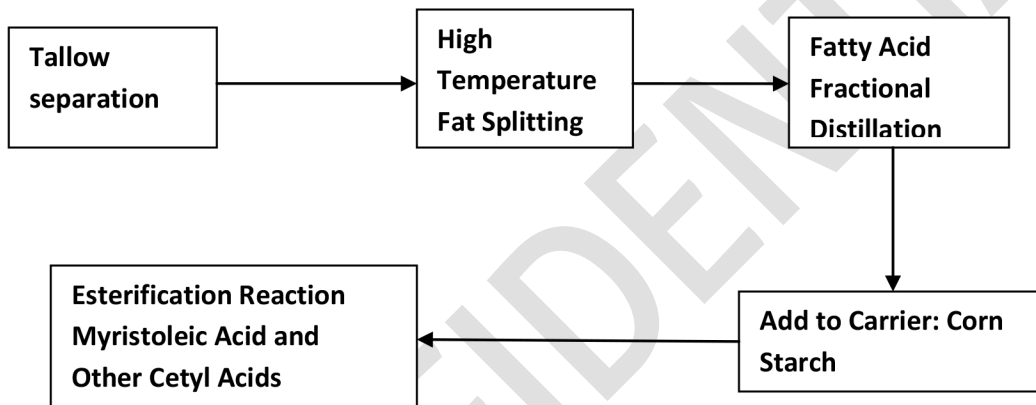 Tallow
separation
High
Temperature
Fat Splitting
Fatty Acid
Fractional
Distillation
Add to Carrier: Corn
Starch
Esterification Reaction
Myristoleic Acid and
Other Cetyl Acids